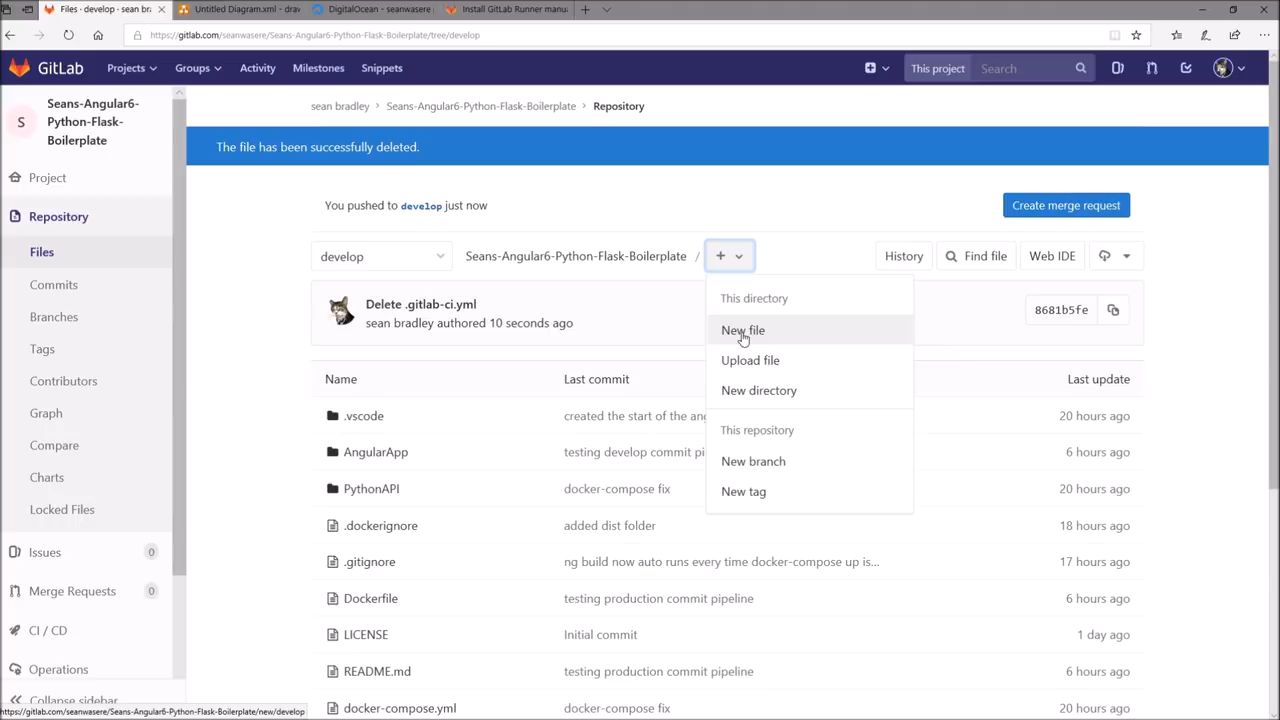 Files · develop · sean br
Untitled Diagram.xml - drav
DigitalOcean - seanwasere
Install GitLab Runner manu
https://gitlab.com/seanwasere/Seans-Angular6-Python-Flask-Boilerplate/tree/develop
GitLab Projects Groups Activity Milestones Snippets This project Search
S Seans-Angular6-
Python-Flask-
Boilerplate
Project
Repository
Files
Commits
Branches
Tags
Contributors
Graph
Compare
Charts
Locked Files
Issues 0
Merge Requests 0
CI / CD
Operations
Collapse sidebar
https://gitlab.com/seanwasere/Seans-Angular6-Python-Flask-Boilerplate/new/develop
sean bradley > Seans-Angular6-Python-Flask-Boilerplate > Repository
The file has been successfully deleted.
You pushed to develop just now
Create merge request
develop Seans-Angular6-Python-Flask-Boilerplate / + History Find file Web IDE
This directory
New file
Upload file
New directory
This repository
New branch
New tag
Delete .gitlab-ci.yml
sean bradley authored 10 seconds ago
8681b5fe
Name Last commit Last update
.vscode created the start of the ang 20 hours ago
AngularApp testing develop commit pi 6 hours ago
PythonAPI docker-compose fix 20 hours ago
.dockerignore added dist folder 18 hours ago
.gitignore ng build now auto runs every time docker-compose up is... 17 hours ago
Dockerfile testing production commit pipeline 6 hours ago
LICENSE Initial commit 1 day ago
README.md testing production commit pipeline 6 hours ago
docker-compose.yml docker-compose fix 20 hours ago